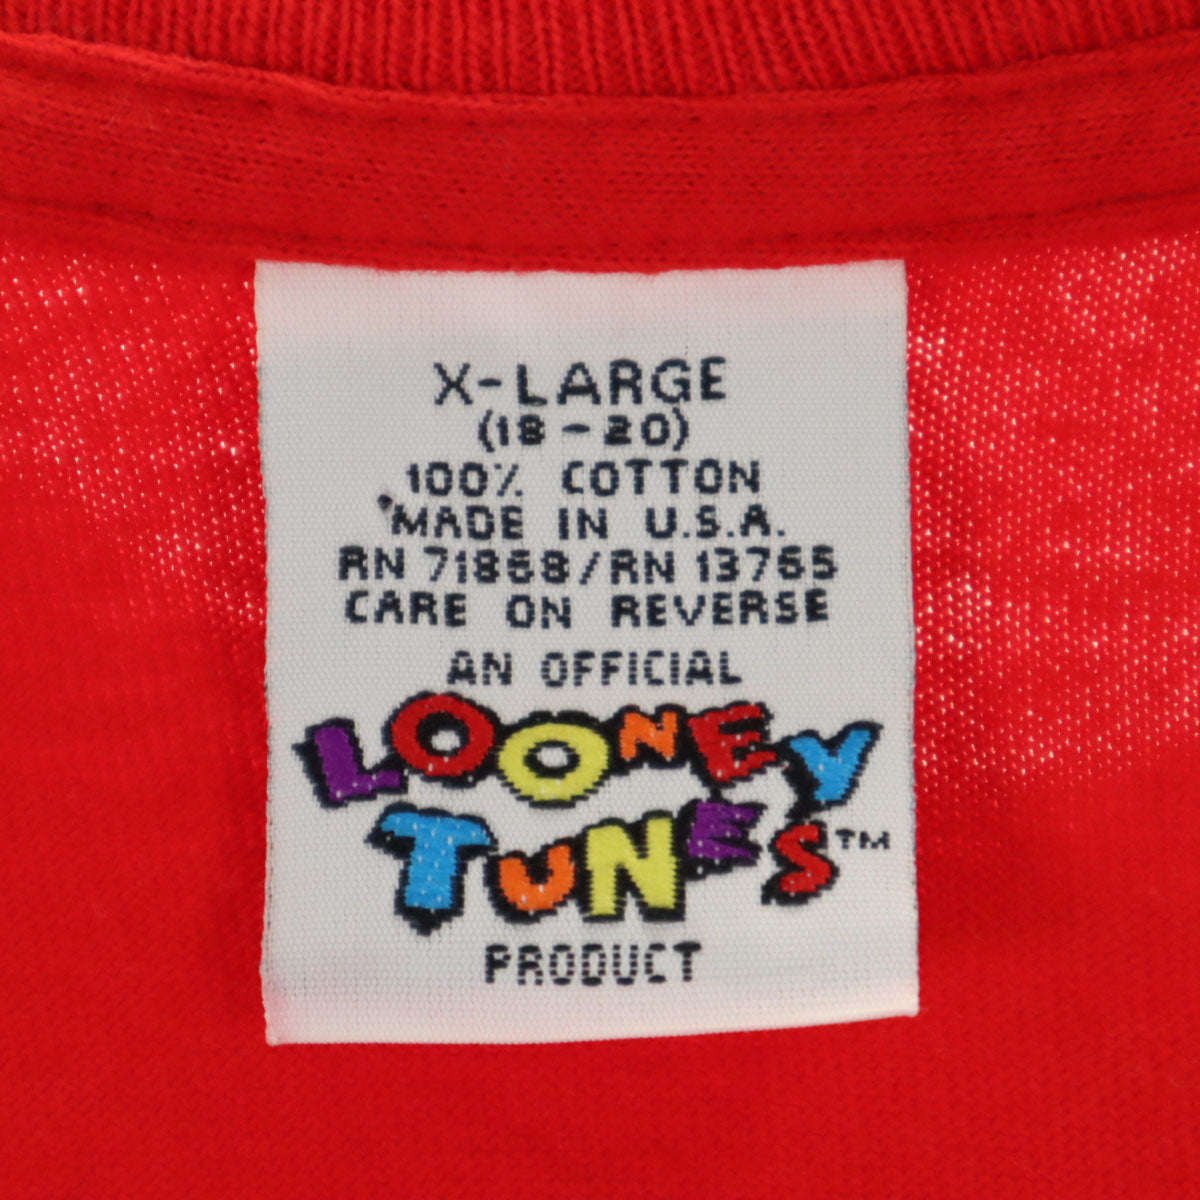 X-LARGE
(18-20)
100% COTTON
MADE IN U.S.A.
RN 71868/RN 13765
CARE ON REVERSE
AN OFFICIAL
LOONEY
TUNES™
PRODUCT